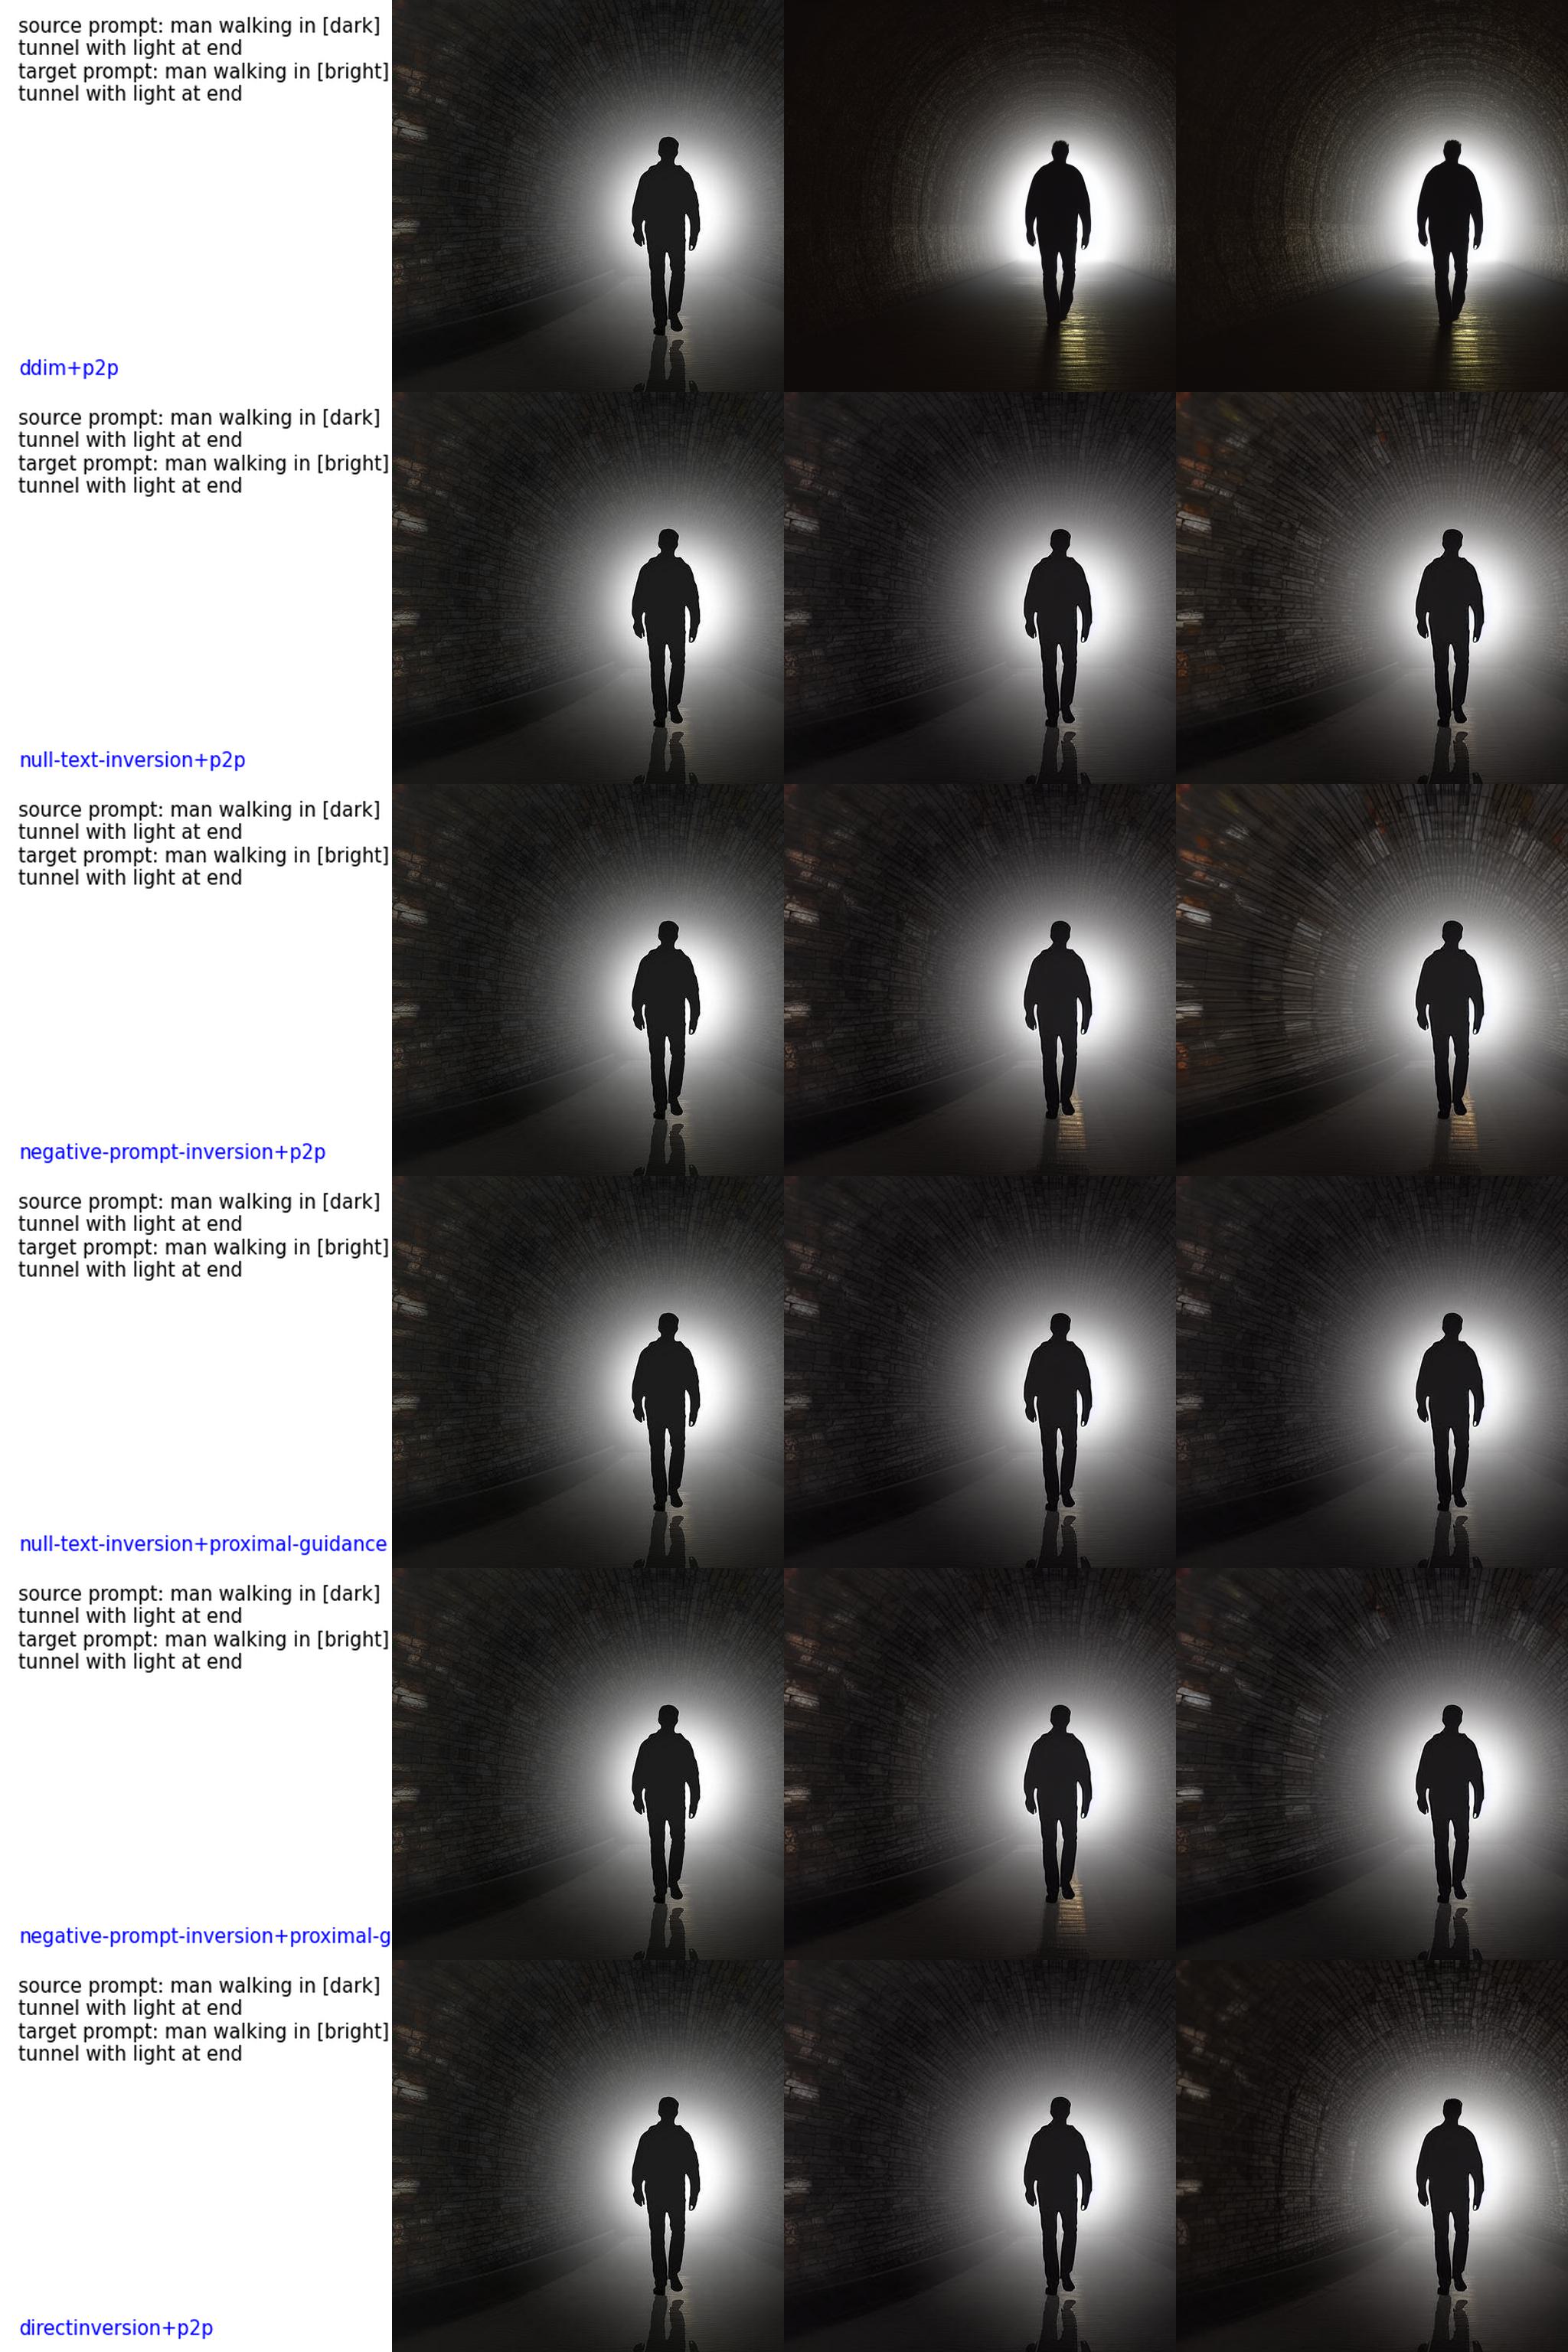 source prompt: man walking in [dark]
tunnel with light at end
target prompt: man walking in [bright]
tunnel with light at end
ddim+p2p
source prompt: man walking in [dark]
tunnel with light at end
target prompt: man walking in [bright]
tunnel with light at end
null-text-inversion+p2p
source prompt: man walking in [dark]
tunnel with light at end
target prompt: man walking in [bright]
tunnel with light at end
negative-prompt-inversion+p2p
source prompt: man walking in [dark]
tunnel with light at end
target prompt: man walking in [bright]
tunnel with light at end
null-text-inversion+proximal-guidance
source prompt: man walking in [dark]
tunnel with light at end
target prompt: man walking in [bright]
tunnel with light at end
negative-prompt-inversion+proximal-g
source prompt: man walking in [dark]
tunnel with light at end
target prompt: man walking in [bright]
tunnel with light at end
directinversion+p2p